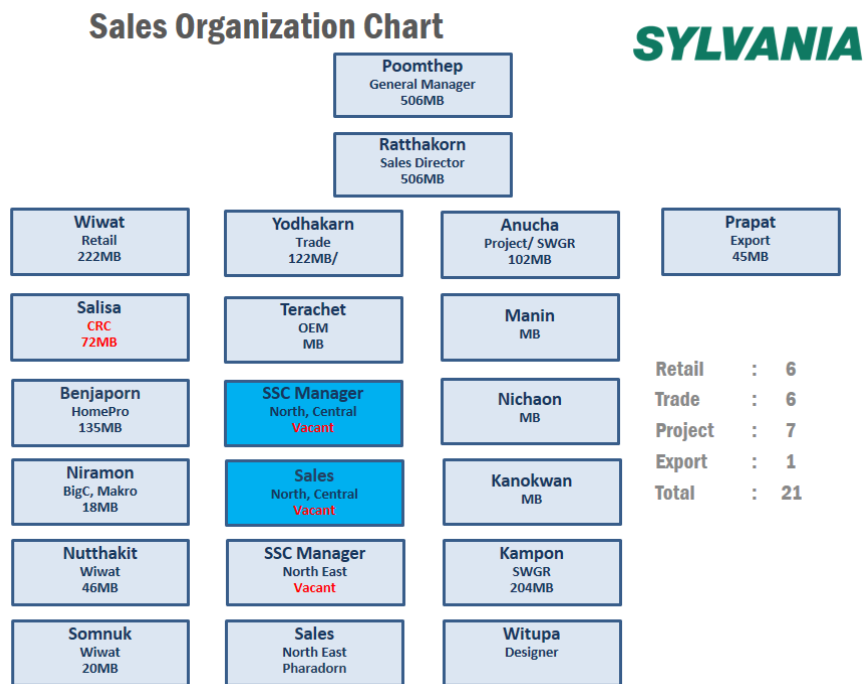 Sales Organization Chart
SYLVANIA
Poomthep
General Manager
506MB
Ratthakorn
Sales Director
506MB
Wiwat
Retail
222MB
Yodhakarn
Trade
122MB/
Anucha
Project/ SWGR
102MB
Prapat
Export
45MB
Salisa
CRC
72MB
Terachet
OEM
MB
Manin
MB
Benjaporn
HomePro
135MB
SSC Manager
North, Central
Vacant
Nichaon
MB
Niramon
BigC, Makro
18MB
Sales
North, Central
Vacant
Kanokwan
MB
Nutthakit
Wiwat
46MB
SSC Manager
North East
Vacant
Kampon
SWGR
204MB
Somnuk
Wiwat
20MB
Sales
North East
Pharadorn
Witupa
Designer
Retail : 6
Trade : 6
Project : 7
Export : 1
Total : 21